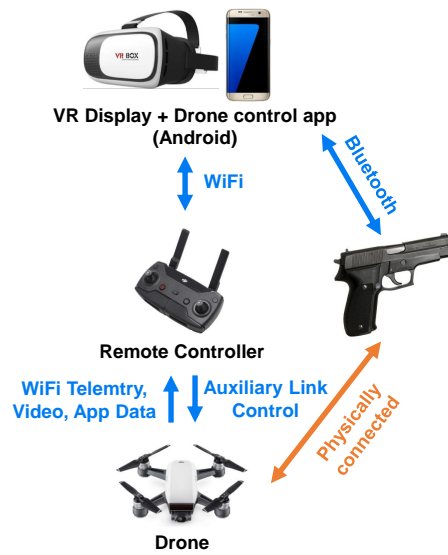 VR BOX
VR Display + Drone control app
(Android)
WiFi
Bluetooth
Remote Controller
WiFi Telemtry,
Video, App Data
Auxiliary Link
Control
Physically
connected
Drone